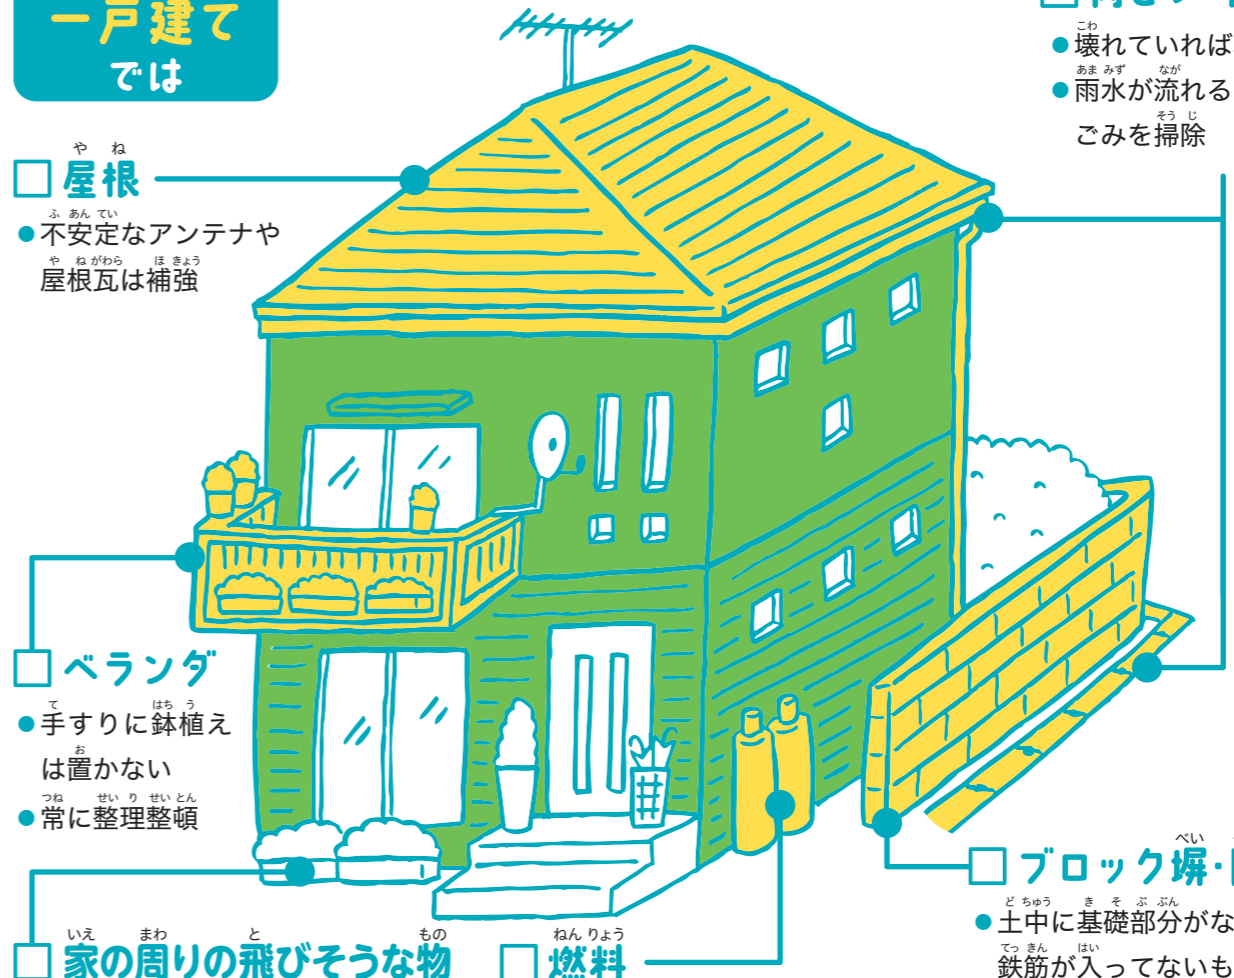 一戸建て
では
壊れていれば
雨水が流れる
ごみを掃除
屋根
不安定なアンテナや
屋根瓦は補強
ベランダ
手すりに鉢植え
は置かない
常に整理整頓
家の周りの飛びそうな物
燃料
ブロック塀・
土中に基礎部分がな
鉄筋が入ってないも